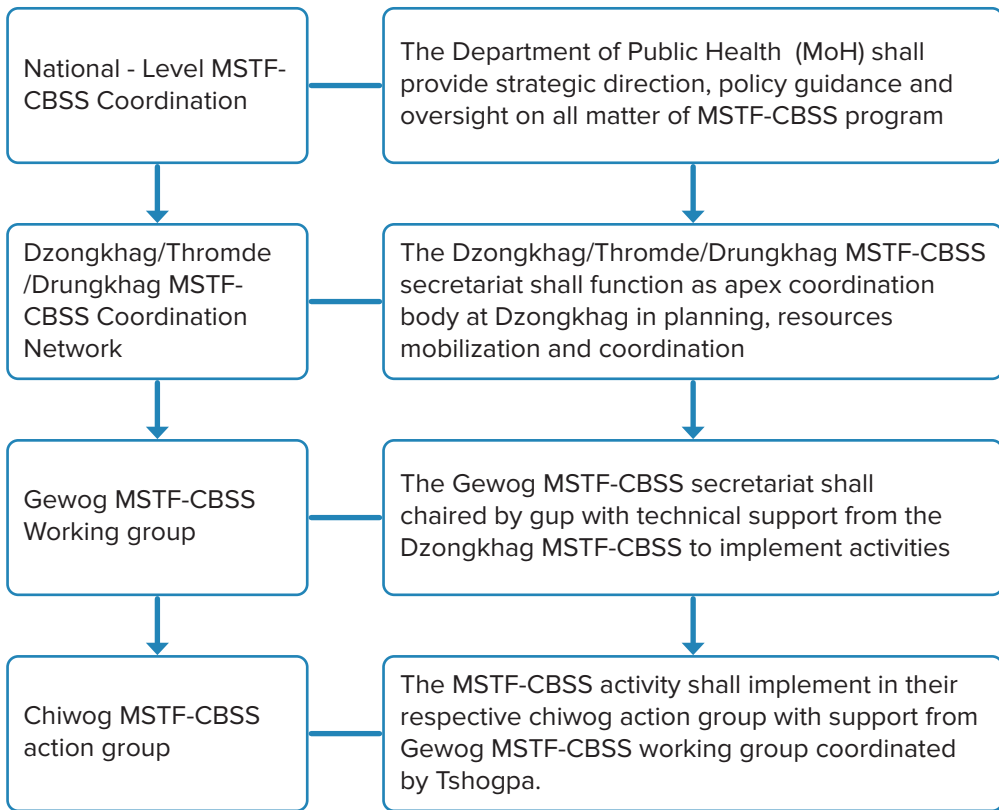 National - Level MSTF-
CBSS Coordination
The Department of Public Health (MoH) shall
provide strategic direction, policy guidance and
oversight on all matter of MSTF-CBSS program
Dzongkhag/Thromde
/Drungkhag MSTF-
CBSS Coordination
Network
The Dzongkhag/Thromde/Drungkhag MSTF-CBSS
secretariat shall function as apex coordination
body at Dzongkhag in planning, resources
mobilization and coordination
Gewog MSTF-CBSS
Working group
The Gewog MSTF-CBSS secretariat shall
chaired by gup with technical support from the
Dzongkhag MSTF-CBSS to implement activities
Chiwog MSTF-CBSS
action group
The MSTF-CBSS activity shall implement in their
respective chiwog action group with support from
Gewog MSTF-CBSS working group coordinated
by Tshogpa.